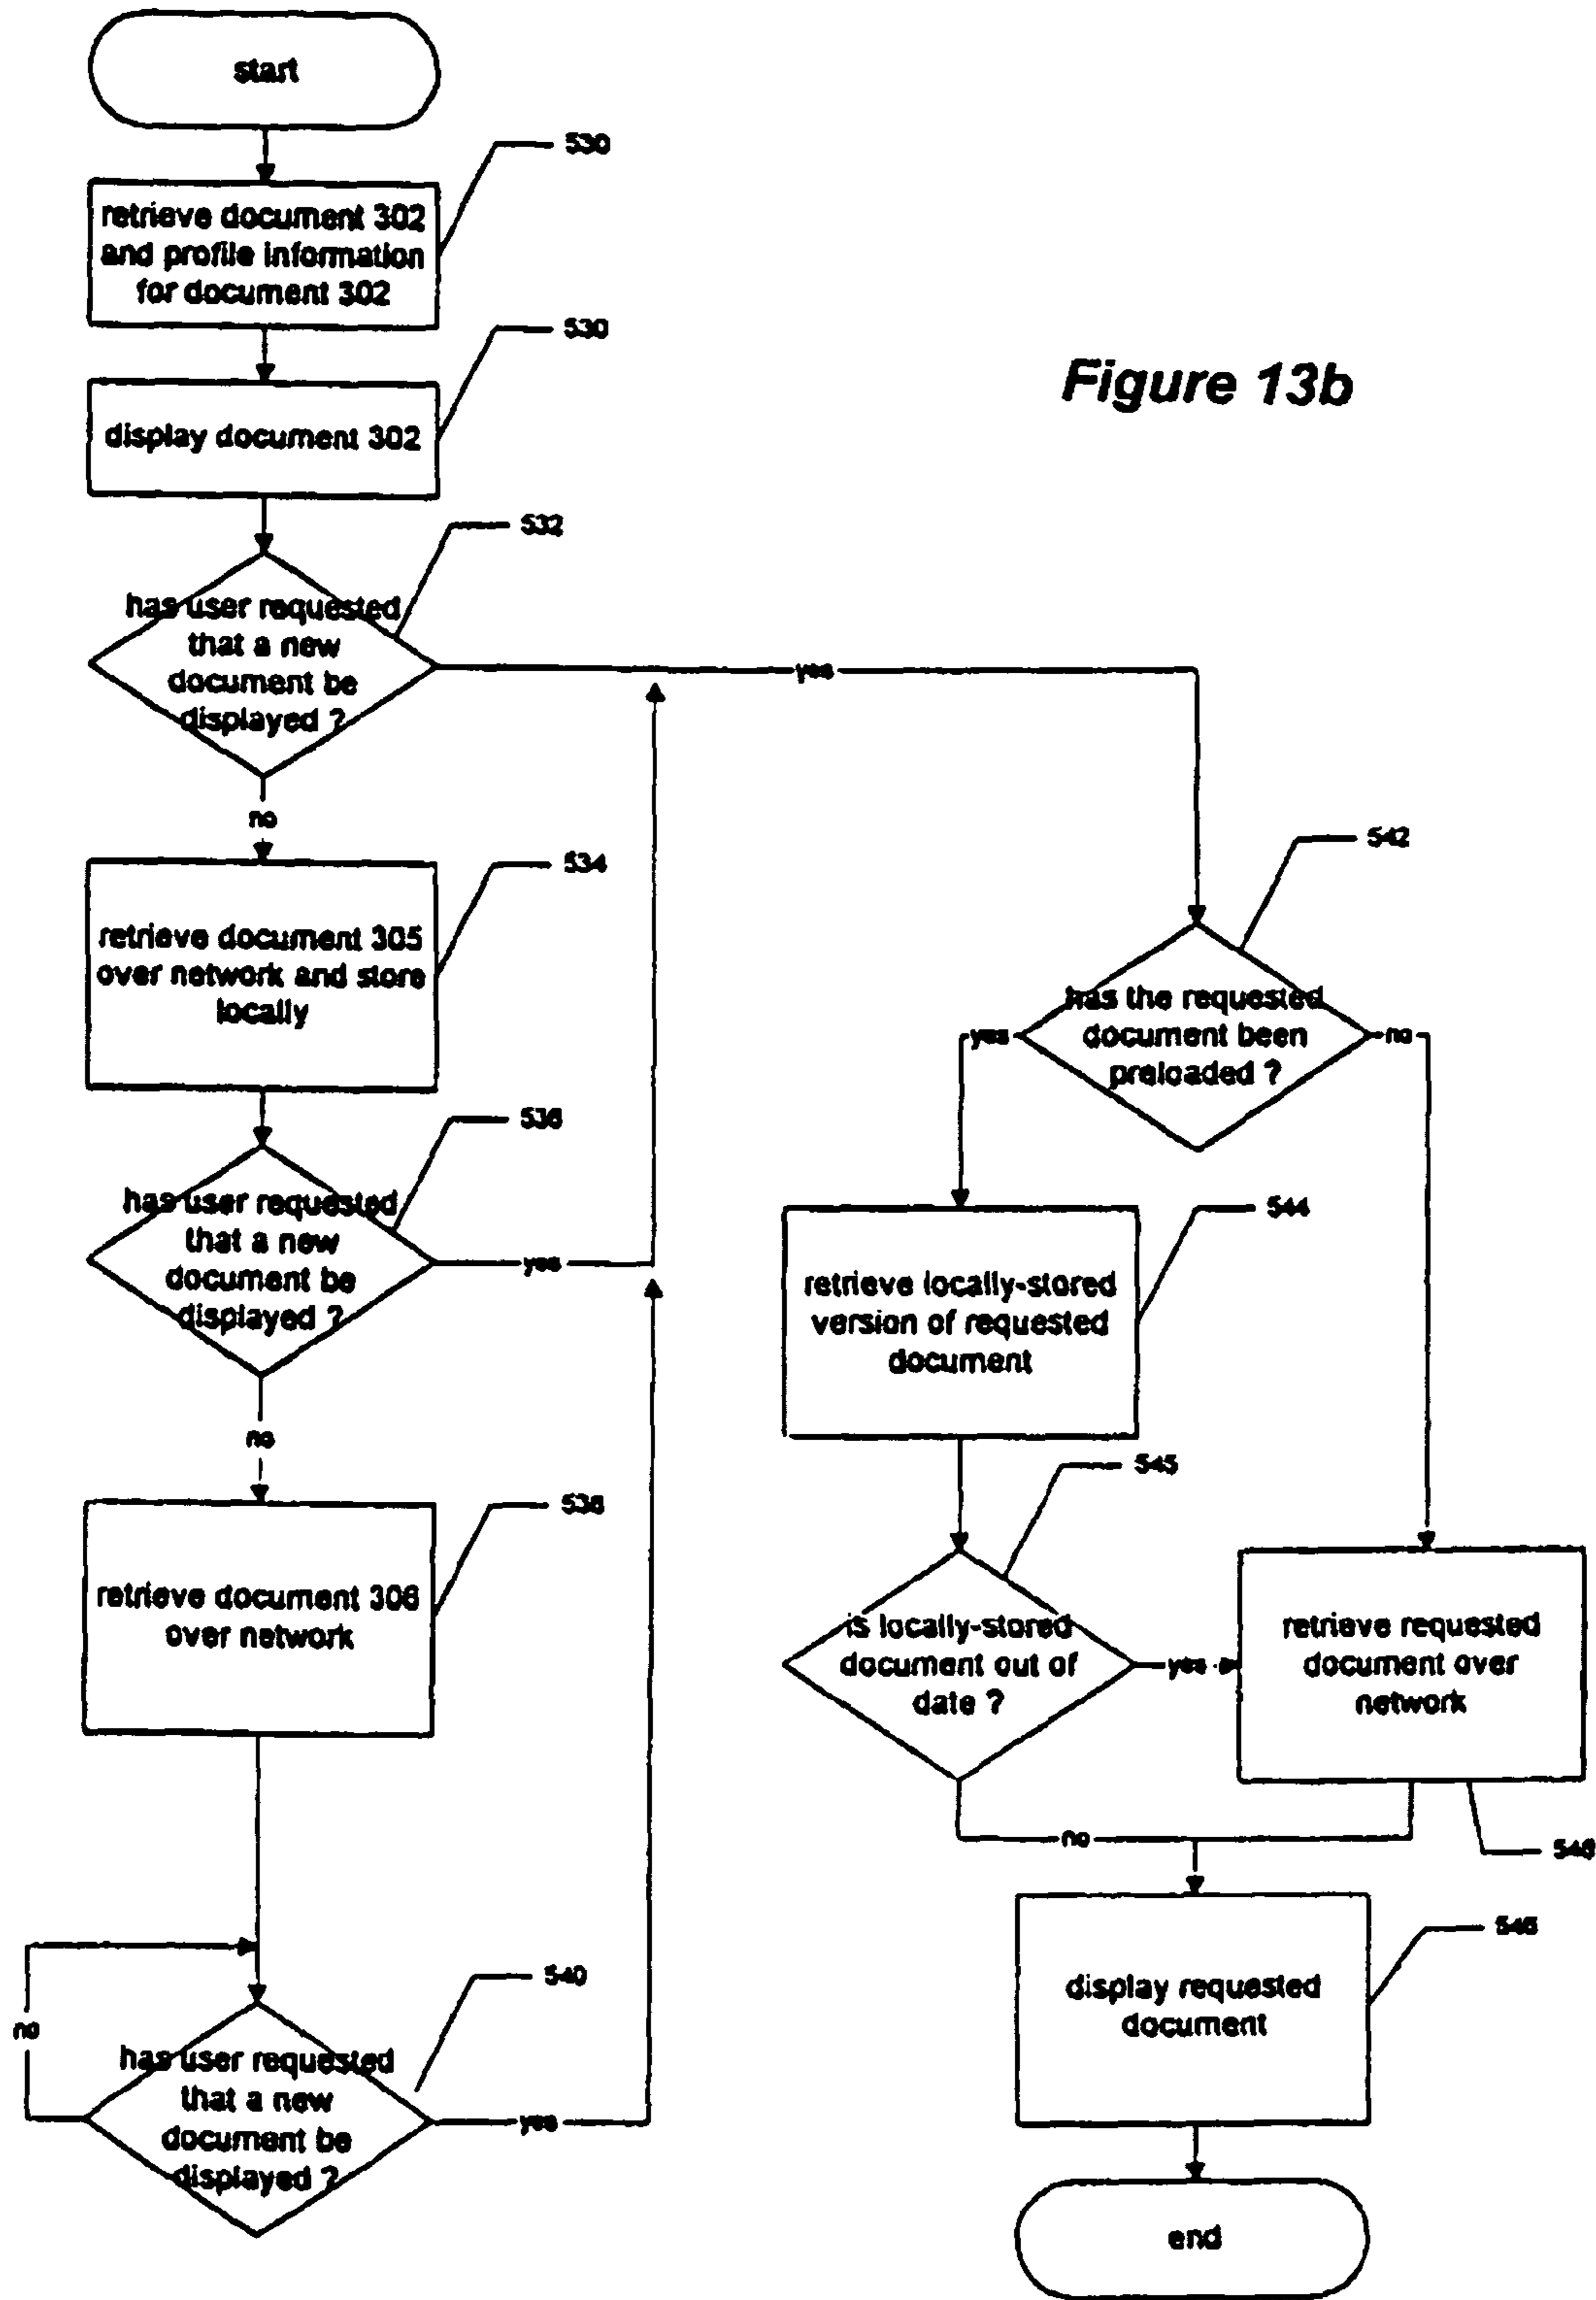 start
530
retrieve document 302
and profile information
for document 302
530
display document 302
Figure 13b
532
has user requested
that a new
document be
displayed ?
yes
no
534
retrieve document 305
over network and store
locally
542
has the requested
document been
preloaded ?
yes
no
536
has user requested
that a new
document be
displayed ?
yes
no
544
retrieve locally-stored
version of requested
document
545
538
retrieve document 306
over network
is locally-stored
document out of
date ?
yes
retrieve requested
document over
network
no
548
546
display requested
document
540
no
has user requested
that a new
document be
displayed ?
yes
end